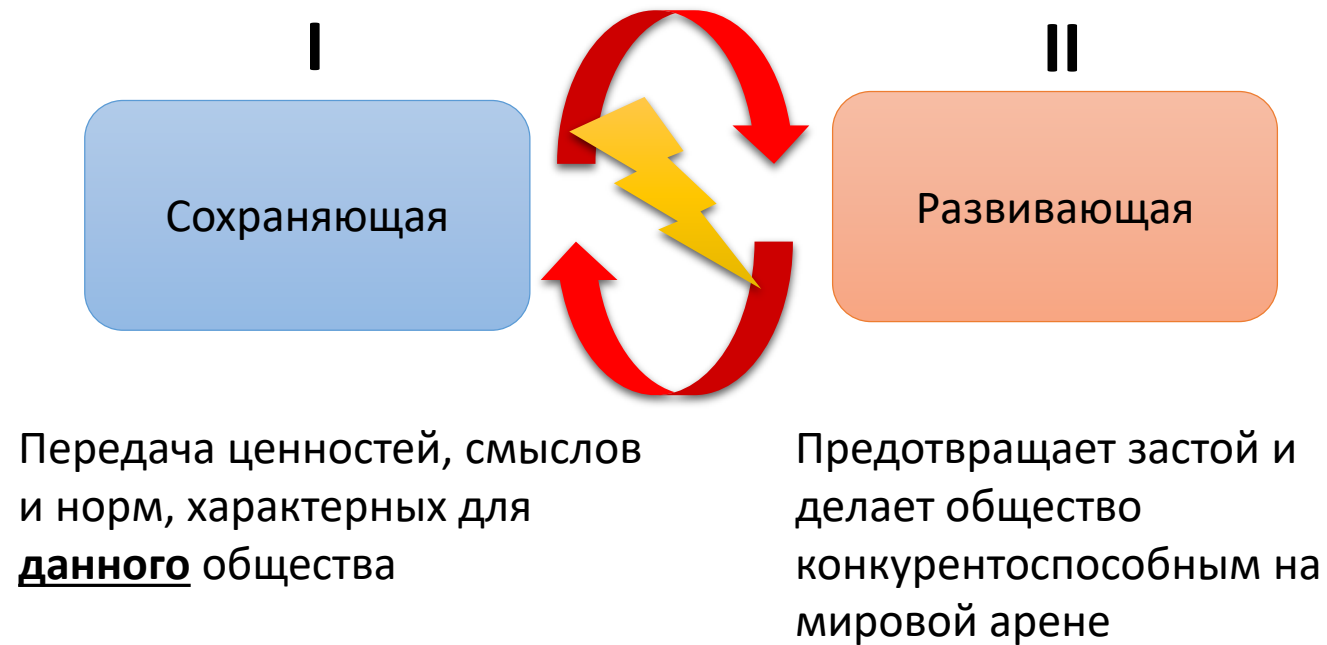 I
II
Сохраняющая
Развивающая
Передача ценностей, смыслов
и норм, характерных для
данного общества
Предотвращает застой и
делает общество
конкурентоспособным на
мировой арене